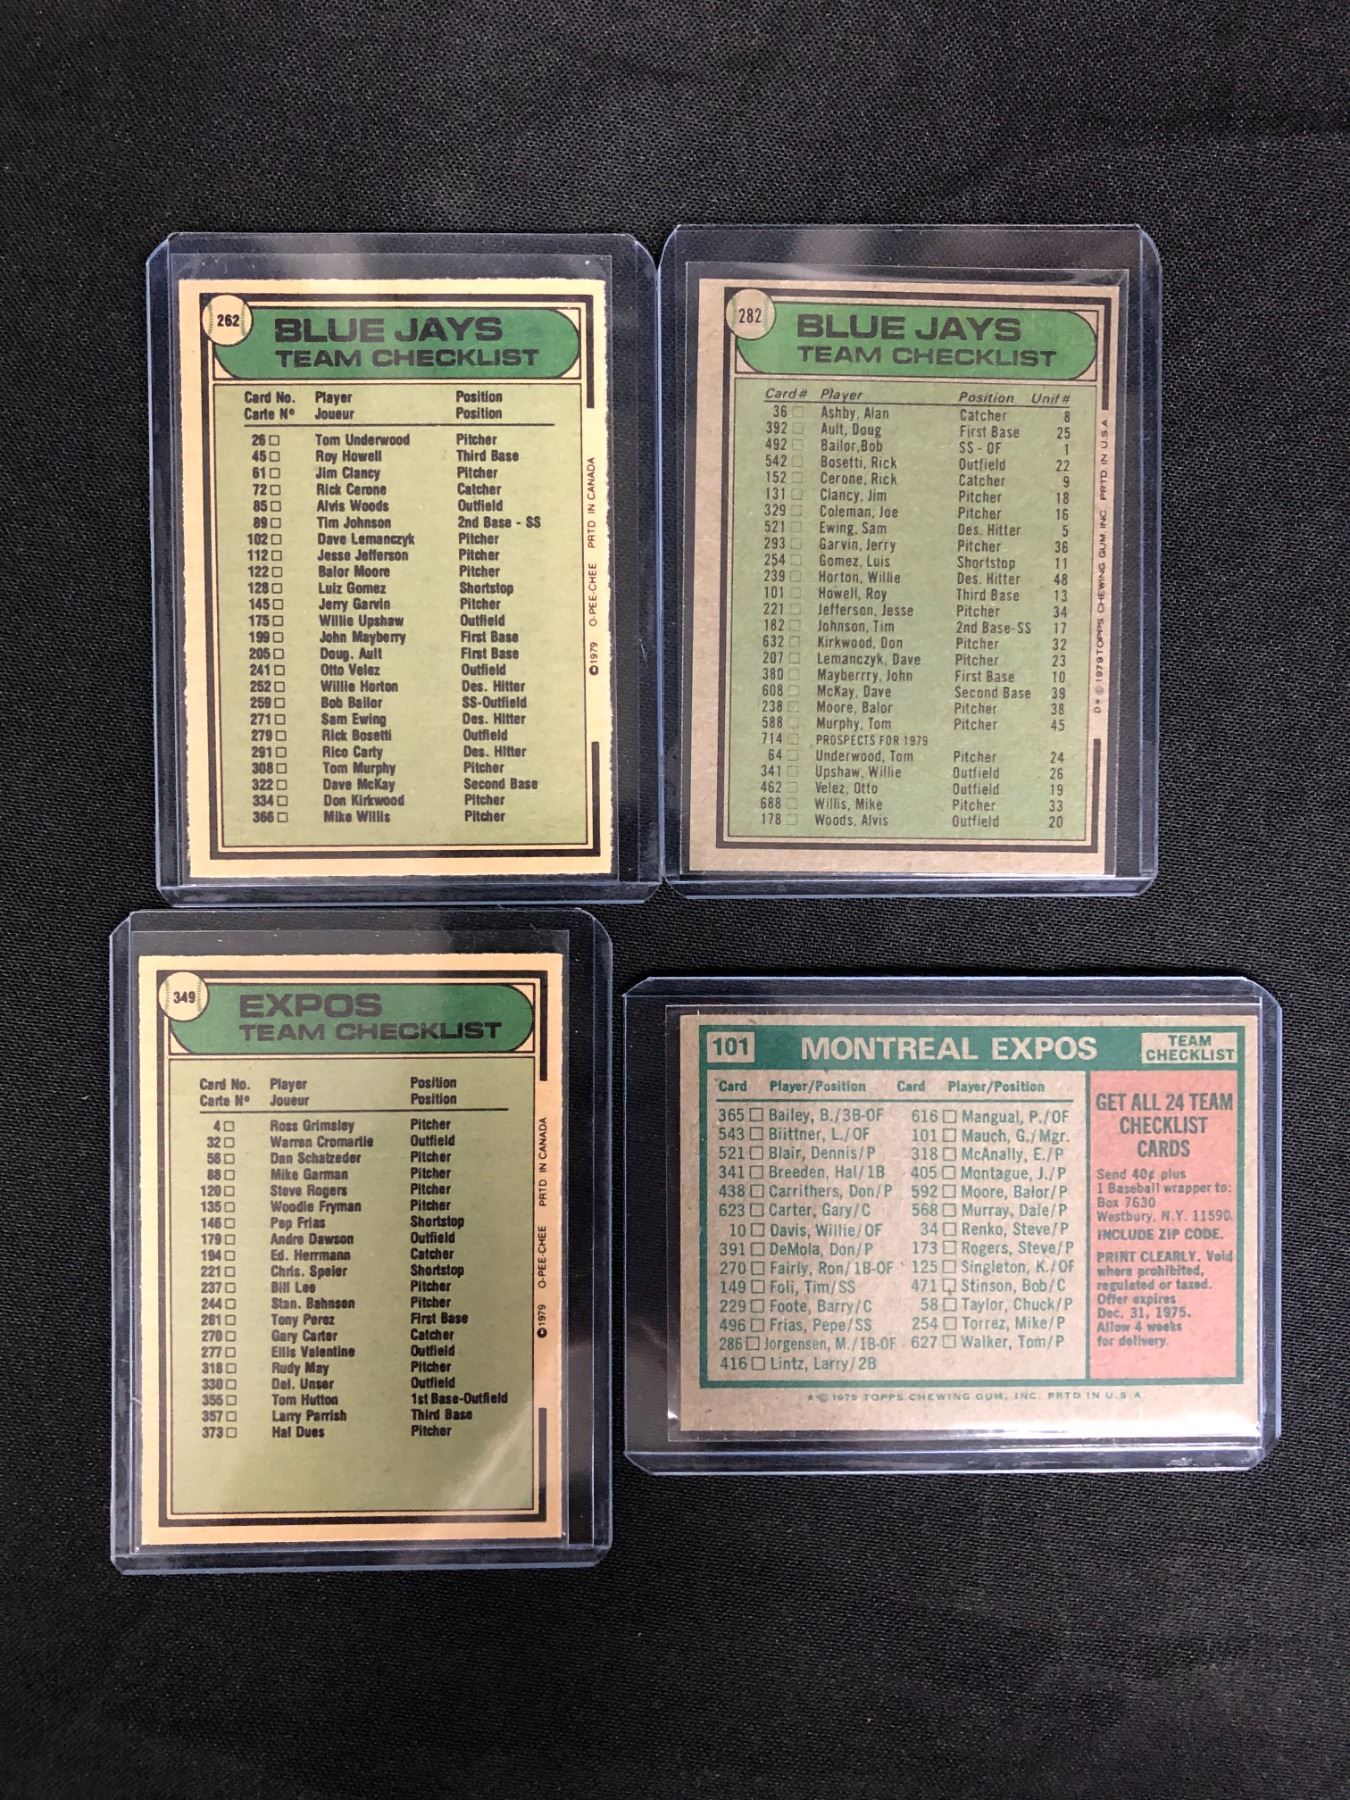 262
BLUE JAYS
TEAM CHECKLIST
Card No. Player Position
Carte Nº Joueur Position
26 □ Tom Underwood Pitcher
45 □ Roy Howell Third Base
61 □ Jim Clancy Pitcher
72 □ Rick Cerone Catcher
85 □ Alvis Woods Outfield
89 □ Tim Johnson 2nd Base - SS
102 □ Dave Lemanczyk Pitcher
112 □ Jesse Jefferson Pitcher
122 □ Balor Moore Pitcher
128 □ Luiz Gomez Shortstop
145 □ Jerry Garvin Pitcher
175 □ Willie Upshaw Outfield
199 □ John Mayberry First Base
205 □ Doug. Ault First Base
241 □ Otto Velez Outfield
252 □ Willie Horton Des. Hitter
259 □ Bob Bailor SS-Outfield
271 □ Sam Ewing Des. Hitter
279 □ Rick Bosetti Outfield
291 □ Rico Carty Des. Hitter
308 □ Tom Murphy Pitcher
322 □ Dave McKay Second Base
334 □ Don Kirkwood Pitcher
366 □ Mike Willis Pitcher
©1979 O-PEE-CHEE PRTD IN CANADA
282
BLUE JAYS
TEAM CHECKLIST
Card # Player Position Unif #
36 □ Ashby, Alan Catcher 8
392 □ Ault, Doug First Base 25
492 □ Bailor,Bob SS - OF 1
542 □ Bosetti, Rick Outfield 22
152 □ Cerone, Rick Catcher 9
131 □ Clancy, Jim Pitcher 18
329 □ Coleman, Joe Pitcher 16
521 □ Ewing, Sam Des. Hitter 5
293 □ Garvin, Jerry Pitcher 36
254 □ Gomez, Luis Shortstop 11
239 □ Horton, Willie Des. Hitter 48
101 □ Howell, Roy Third Base 13
221 □ Jefferson, Jesse Pitcher 34
182 □ Johnson, Tim 2nd Base-SS 17
632 □ Kirkwood, Don Pitcher 32
207 □ Lemanczyk, Dave Pitcher 23
380 □ Mayberrry, John First Base 10
608 □ McKay, Dave Second Base 39
238 □ Moore, Balor Pitcher 38
588 □ Murphy, Tom Pitcher 45
714 □ PROSPECTS FOR 1979
64 □ Underwood, Tom Pitcher 24
341 □ Upshaw, Willie Outfield 26
462 □ Velez, Otto Outfield 19
688 □ Willis, Mike Pitcher 33
178 □ Woods, Alvis Outfield 20
D* © 1979 TOPPS CHEWING GUM, INC. PRTD. IN U.S.A.
349
EXPOS
TEAM CHECKLIST
Card No. Player Position
Carte Nº Joueur Position
4 □ Ross Grimsley Pitcher
32 □ Warren Cromartie Outfield
56 □ Dan Schatzeder Pitcher
88 □ Mike Garman Pitcher
120 □ Steve Rogers Pitcher
135 □ Woodie Fryman Pitcher
146 □ Pep Frias Shortstop
179 □ Andre Dawson Outfield
194 □ Ed. Herrmann Catcher
221 □ Chris. Speier Shortstop
237 □ Bill Lee Pitcher
244 □ Stan. Bahnsen Pitcher
261 □ Tony Perez First Base
270 □ Gary Carter Catcher
277 □ Ellis Valentine Outfield
318 □ Rudy May Pitcher
330 □ Del. Unser Outfield
355 □ Tom Hutton 1st Base-Outfield
357 □ Larry Parrish Third Base
373 □ Hal Dues Pitcher
©1979 O-PEE-CHEE PRTD IN CANADA
101 MONTREAL EXPOS TEAM CHECKLIST
Card Player/Position Card Player/Position
365 □ Bailey, B./3B-OF 616 □ Mangual, P./OF
543 □ Biittner, L./OF 101 □ Mauch, G./Mgr.
521 □ Blair, Dennis/P 318 □ McAnally, E./P
341 □ Breeden, Hal/1B 405 □ Montague, J./P
438 □ Carrithers, Don/P 592 □ Moore, Balor/P
623 □ Carter, Gary/C 568 □ Murray, Dale/P
10 □ Davis, Willie/OF 34 □ Renko, Steve/P
391 □ DeMola, Don/P 173 □ Rogers, Steve/P
270 □ Fairly, Ron/1B-OF 125 □ Singleton, K./OF
149 □ Foli, Tim/SS 471 □ Stinson, Bob/C
229 □ Foote, Barry/C 58 □ Taylor, Chuck/P
496 □ Frias, Pepe/SS 254 □ Torrez, Mike/P
286 □ Jorgensen, M./1B-OF 627 □ Walker, Tom/P
416 □ Lintz, Larry/2B
GET ALL 24 TEAM
CHECKLIST
CARDS
Send 40¢ plus
1 Baseball wrapper to:
Box 7630
Westbury, N.Y. 11590.
INCLUDE ZIP CODE.
PRINT CLEARLY. Void
where prohibited,
regulated or taxed.
Offer expires
Dec. 31, 1975.
Allow 4 weeks
for delivery.
*© 1975 TOPPS CHEWING GUM, INC. PRTD IN U.S.A.